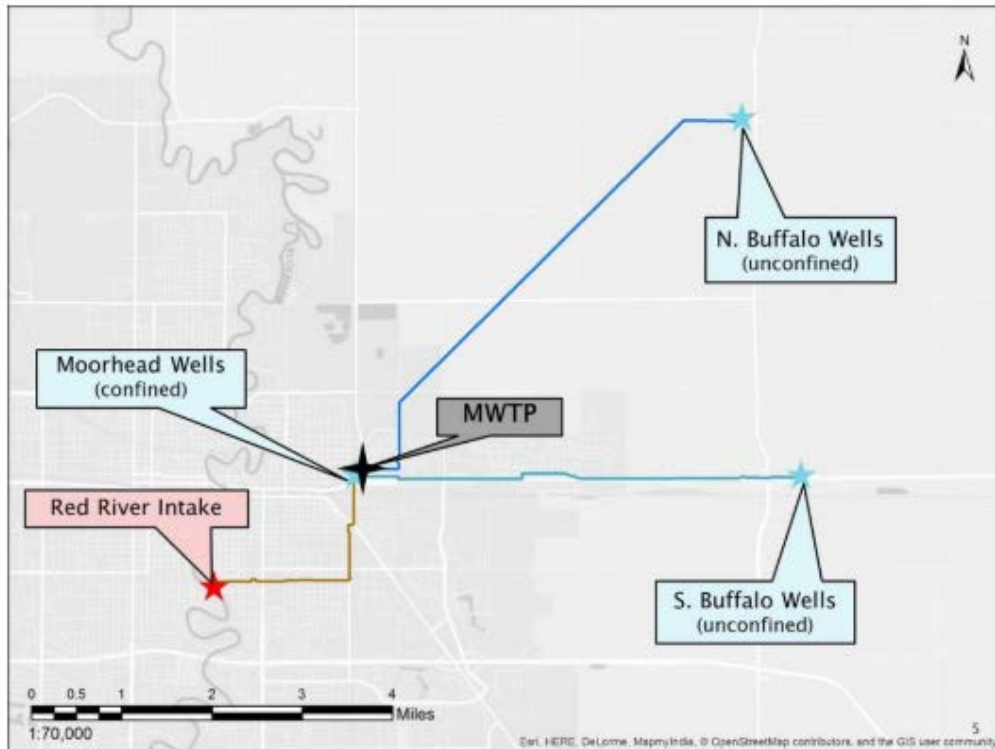 N
N. Buffalo Wells
(unconfined)
Moorhead Wells
(confined)
MWTP
Red River Intake
S. Buffalo Wells
(unconfined)
0 0.5 1 2 3 4
Miles
1:70,000
5
Esri, HERE, DeLorme, MapmyIndia, © OpenStreetMap contributors, and the GIS user community